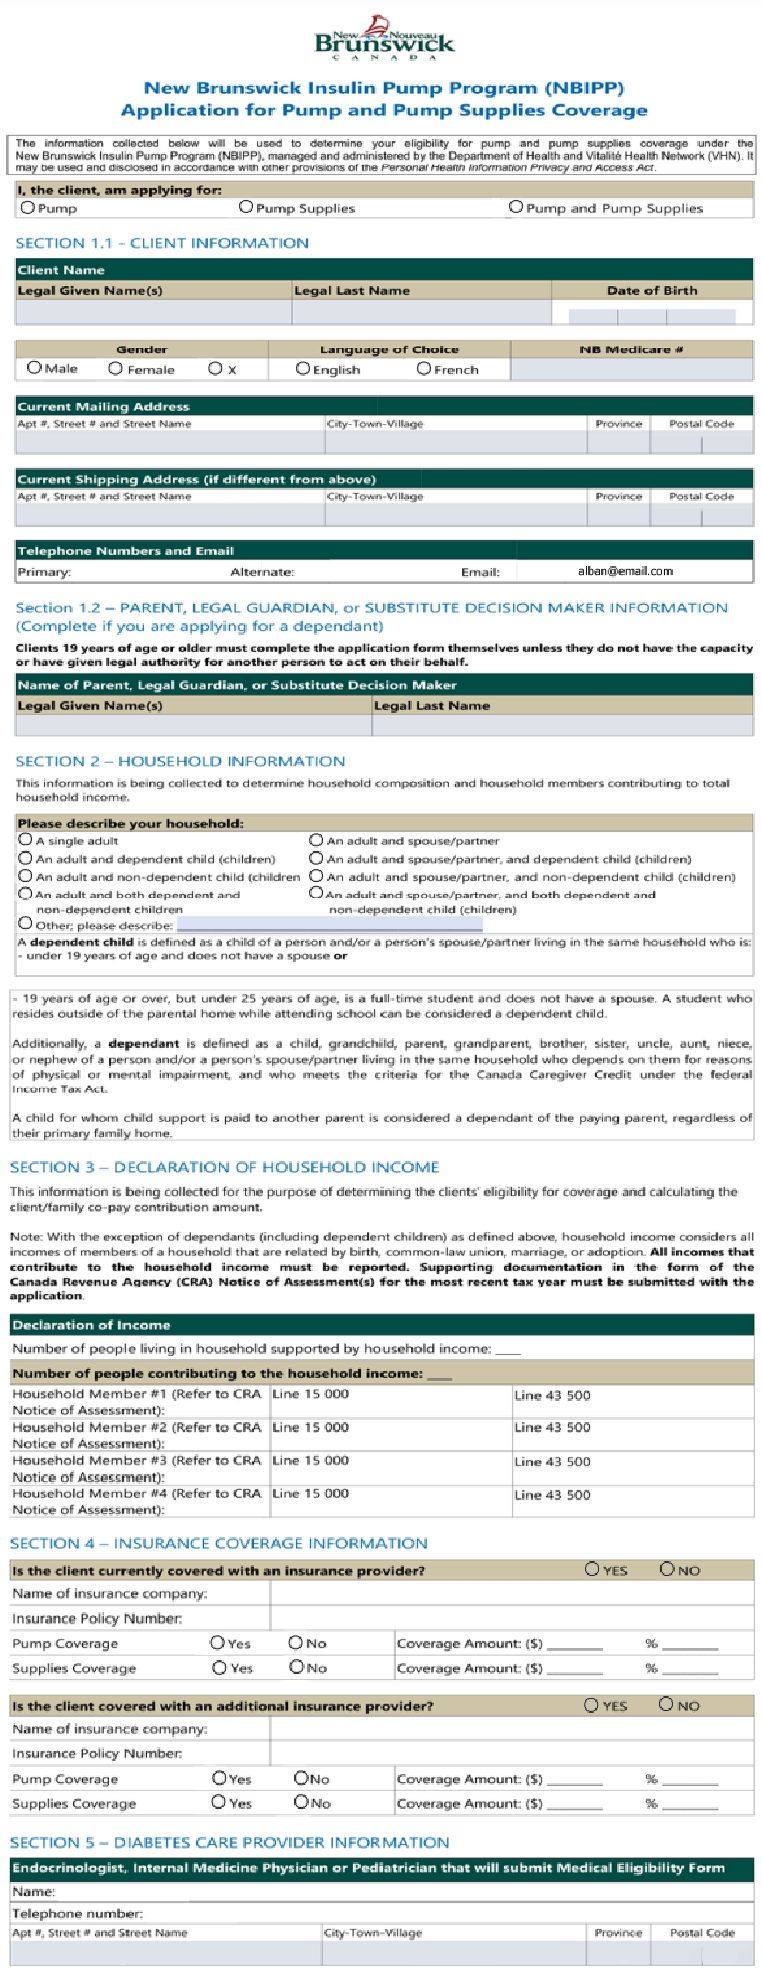 New Nouveau
Brunswick
CANADA
New Brunswick Insulin Pump Program (NBIPP)
Application for Pump and Pump Supplies Coverage
The information collected below will be used to determine your eligibility for pump and pump supplies coverage under the
New Brunswick Insulin Pump Program (NBIPP), managed and administered by the Department of Health and Vitalité Health Network (VHN). It
may be used and disclosed in accordance with other provisions of the Personal Health Information Privacy and Access Act.
I, the client, am applying for:
Pump Pump Supplies Pump and Pump Supplies
SECTION 1.1 - CLIENT INFORMATION
Client Name
Legal Given Name(s) Legal Last Name Date of Birth
Gender Language of Choice NB Medicare #
Male Female X English French
Current Mailing Address
Apt #, Street # and Street Name City-Town-Village Province Postal Code
Current Shipping Address (if different from above)
Apt #, Street # and Street Name City-Town-Village Province Postal Code
Telephone Numbers and Email
Primary: Alternate: Email: alban@email.com
Section 1.2 – PARENT, LEGAL GUARDIAN, or SUBSTITUTE DECISION MAKER INFORMATION
(Complete if you are applying for a dependant)
Clients 19 years of age or older must complete the application form themselves unless they do not have the capacity
or have given legal authority for another person to act on their behalf.
Name of Parent, Legal Guardian, or Substitute Decision Maker
Legal Given Name(s) Legal Last Name
SECTION 2 – HOUSEHOLD INFORMATION
This information is being collected to determine household composition and household members contributing to total
household income.
Please describe your household:
A single adult An adult and spouse/partner
An adult and dependent child (children) An adult and spouse/partner, and dependent child (children)
An adult and non-dependent child (children An adult and spouse/partner, and non-dependent child (children)
An adult and both dependent and An adult and spouse/partner, and both dependent and
non-dependent children non-dependent child (children)
Other; please describe:
A dependent child is defined as a child of a person and/or a person's spouse/partner living in the same household who is:
- under 19 years of age and does not have a spouse or
- 19 years of age or over, but under 25 years of age, is a full-time student and does not have a spouse. A student who
resides outside of the parental home while attending school can be considered a dependent child.
Additionally, a dependant is defined as a child, grandchild, parent, grandparent, brother, sister, uncle, aunt, niece,
or nephew of a person and/or a person's spouse/partner living in the same household who depends on them for reasons
of physical or mental impairment, and who meets the criteria for the Canada Caregiver Credit under the federal
Income Tax Act.
A child for whom child support is paid to another parent is considered a dependant of the paying parent, regardless of
their primary family home.
SECTION 3 – DECLARATION OF HOUSEHOLD INCOME
This information is being collected for the purpose of determining the clients' eligibility for coverage and calculating the
client/family co-pay contribution amount.
Note: With the exception of dependants (including dependent children) as defined above, household income considers all
incomes of members of a household that are related by birth, common-law union, marriage, or adoption. All incomes that
contribute to the household income must be reported. Supporting documentation in the form of the
Canada Revenue Agency (CRA) Notice of Assessment(s) for the most recent tax year must be submitted with the
application.
Declaration of Income
Number of people living in household supported by household income: ___
Number of people contributing to the household income: ___
Household Member #1 (Refer to CRA Line 15 000 Line 43 500
Notice of Assessment):
Household Member #2 (Refer to CRA Line 15 000 Line 43 500
Notice of Assessment):
Household Member #3 (Refer to CRA Line 15 000 Line 43 500
Notice of Assessment):
Household Member #4 (Refer to CRA Line 15 000 Line 43 500
Notice of Assessment):
SECTION 4 – INSURANCE COVERAGE INFORMATION
Is the client currently covered with an insurance provider? YES NO
Name of insurance company:
Insurance Policy Number:
Pump Coverage Yes No Coverage Amount: ($) _______ % _______
Supplies Coverage Yes No Coverage Amount: ($) _______ % _______
Is the client covered with an additional insurance provider? YES NO
Name of insurance company:
Insurance Policy Number:
Pump Coverage Yes No Coverage Amount: ($) _______ % _______
Supplies Coverage Yes No Coverage Amount: ($) _______ % _______
SECTION 5 – DIABETES CARE PROVIDER INFORMATION
Endocrinologist, Internal Medicine Physician or Pediatrician that will submit Medical Eligibility Form
Name:
Telephone number:
Apt #, Street # and Street Name City-Town-Village Province Postal Code